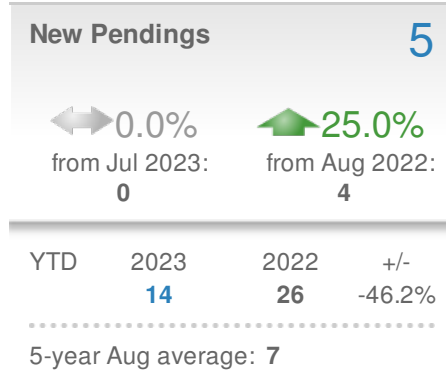 New Pendings 5
0.0% 25.0%
from Jul 2023: from Aug 2022:
0 4
YTD 2023 2022 +/-
14 26 -46.2%
5-year Aug average: 7